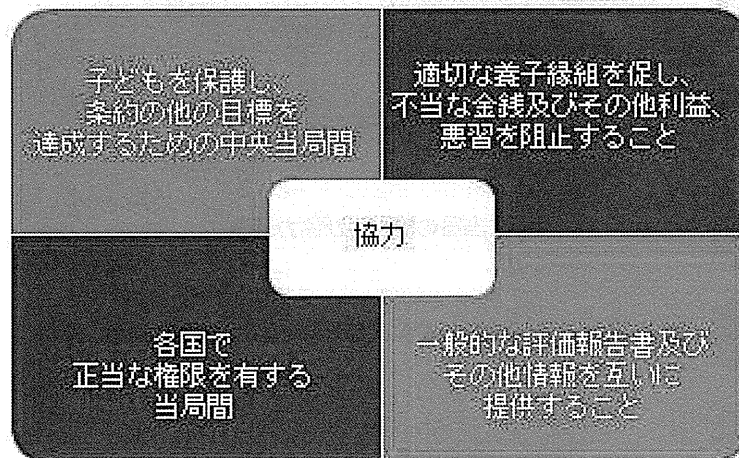 子どもを保護し、
条約の他の目標を
達成するための中央当局間
適切な養子縁組を促し、
不当な金銭及びその他利益、
悪習を阻止すること
協力
各国で
正当な権限を有する
当局間
一般的な評価報告書及び
その他情報を互いに
提供すること